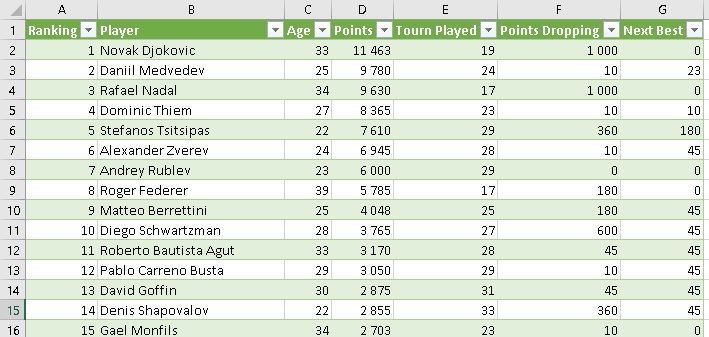 A B C D E F G
1 Ranking Player Age Points Tourn Played Points Dropping Next Best
2 1 Novak Djokovic 33 11 463 19 1 000 0
3 2 Daniil Medvedev 25 9 780 24 10 23
4 3 Rafael Nadal 34 9 630 17 1 000 0
5 4 Dominic Thiem 27 8 365 23 10 10
6 5 Stefanos Tsitsipas 22 7 610 29 360 180
7 6 Alexander Zverev 24 6 945 28 10 45
8 7 Andrey Rublev 23 6 000 29 0 0
9 8 Roger Federer 39 5 785 17 180 0
10 9 Matteo Berrettini 25 4 048 25 180 45
11 10 Diego Schwartzman 28 3 765 27 600 45
12 11 Roberto Bautista Agut 33 3 170 28 45 45
13 12 Pablo Carreno Busta 29 3 050 29 10 45
14 13 David Goffin 30 2 875 31 45 45
15 14 Denis Shapovalov 22 2 855 33 360 45
16 15 Gael Monfils 34 2 703 23 10 0